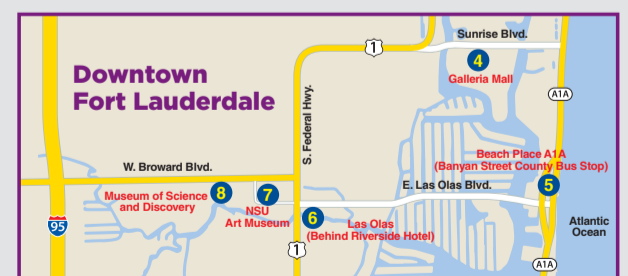 Sunrise Blvd.
1
4
Galleria Mall
Downtown
Fort Lauderdale
S. Federal Hwy.
A1A
Beach Place A1A
(Banyan Street County Bus Stop)
W. Broward Blvd.
E. Las Olas Blvd.
5
8
7
Museum of Science
and Discovery
NSU
Art Museum
6
Las Olas
(Behind Riverside Hotel)
95
Atlantic
Ocean
1
A1A